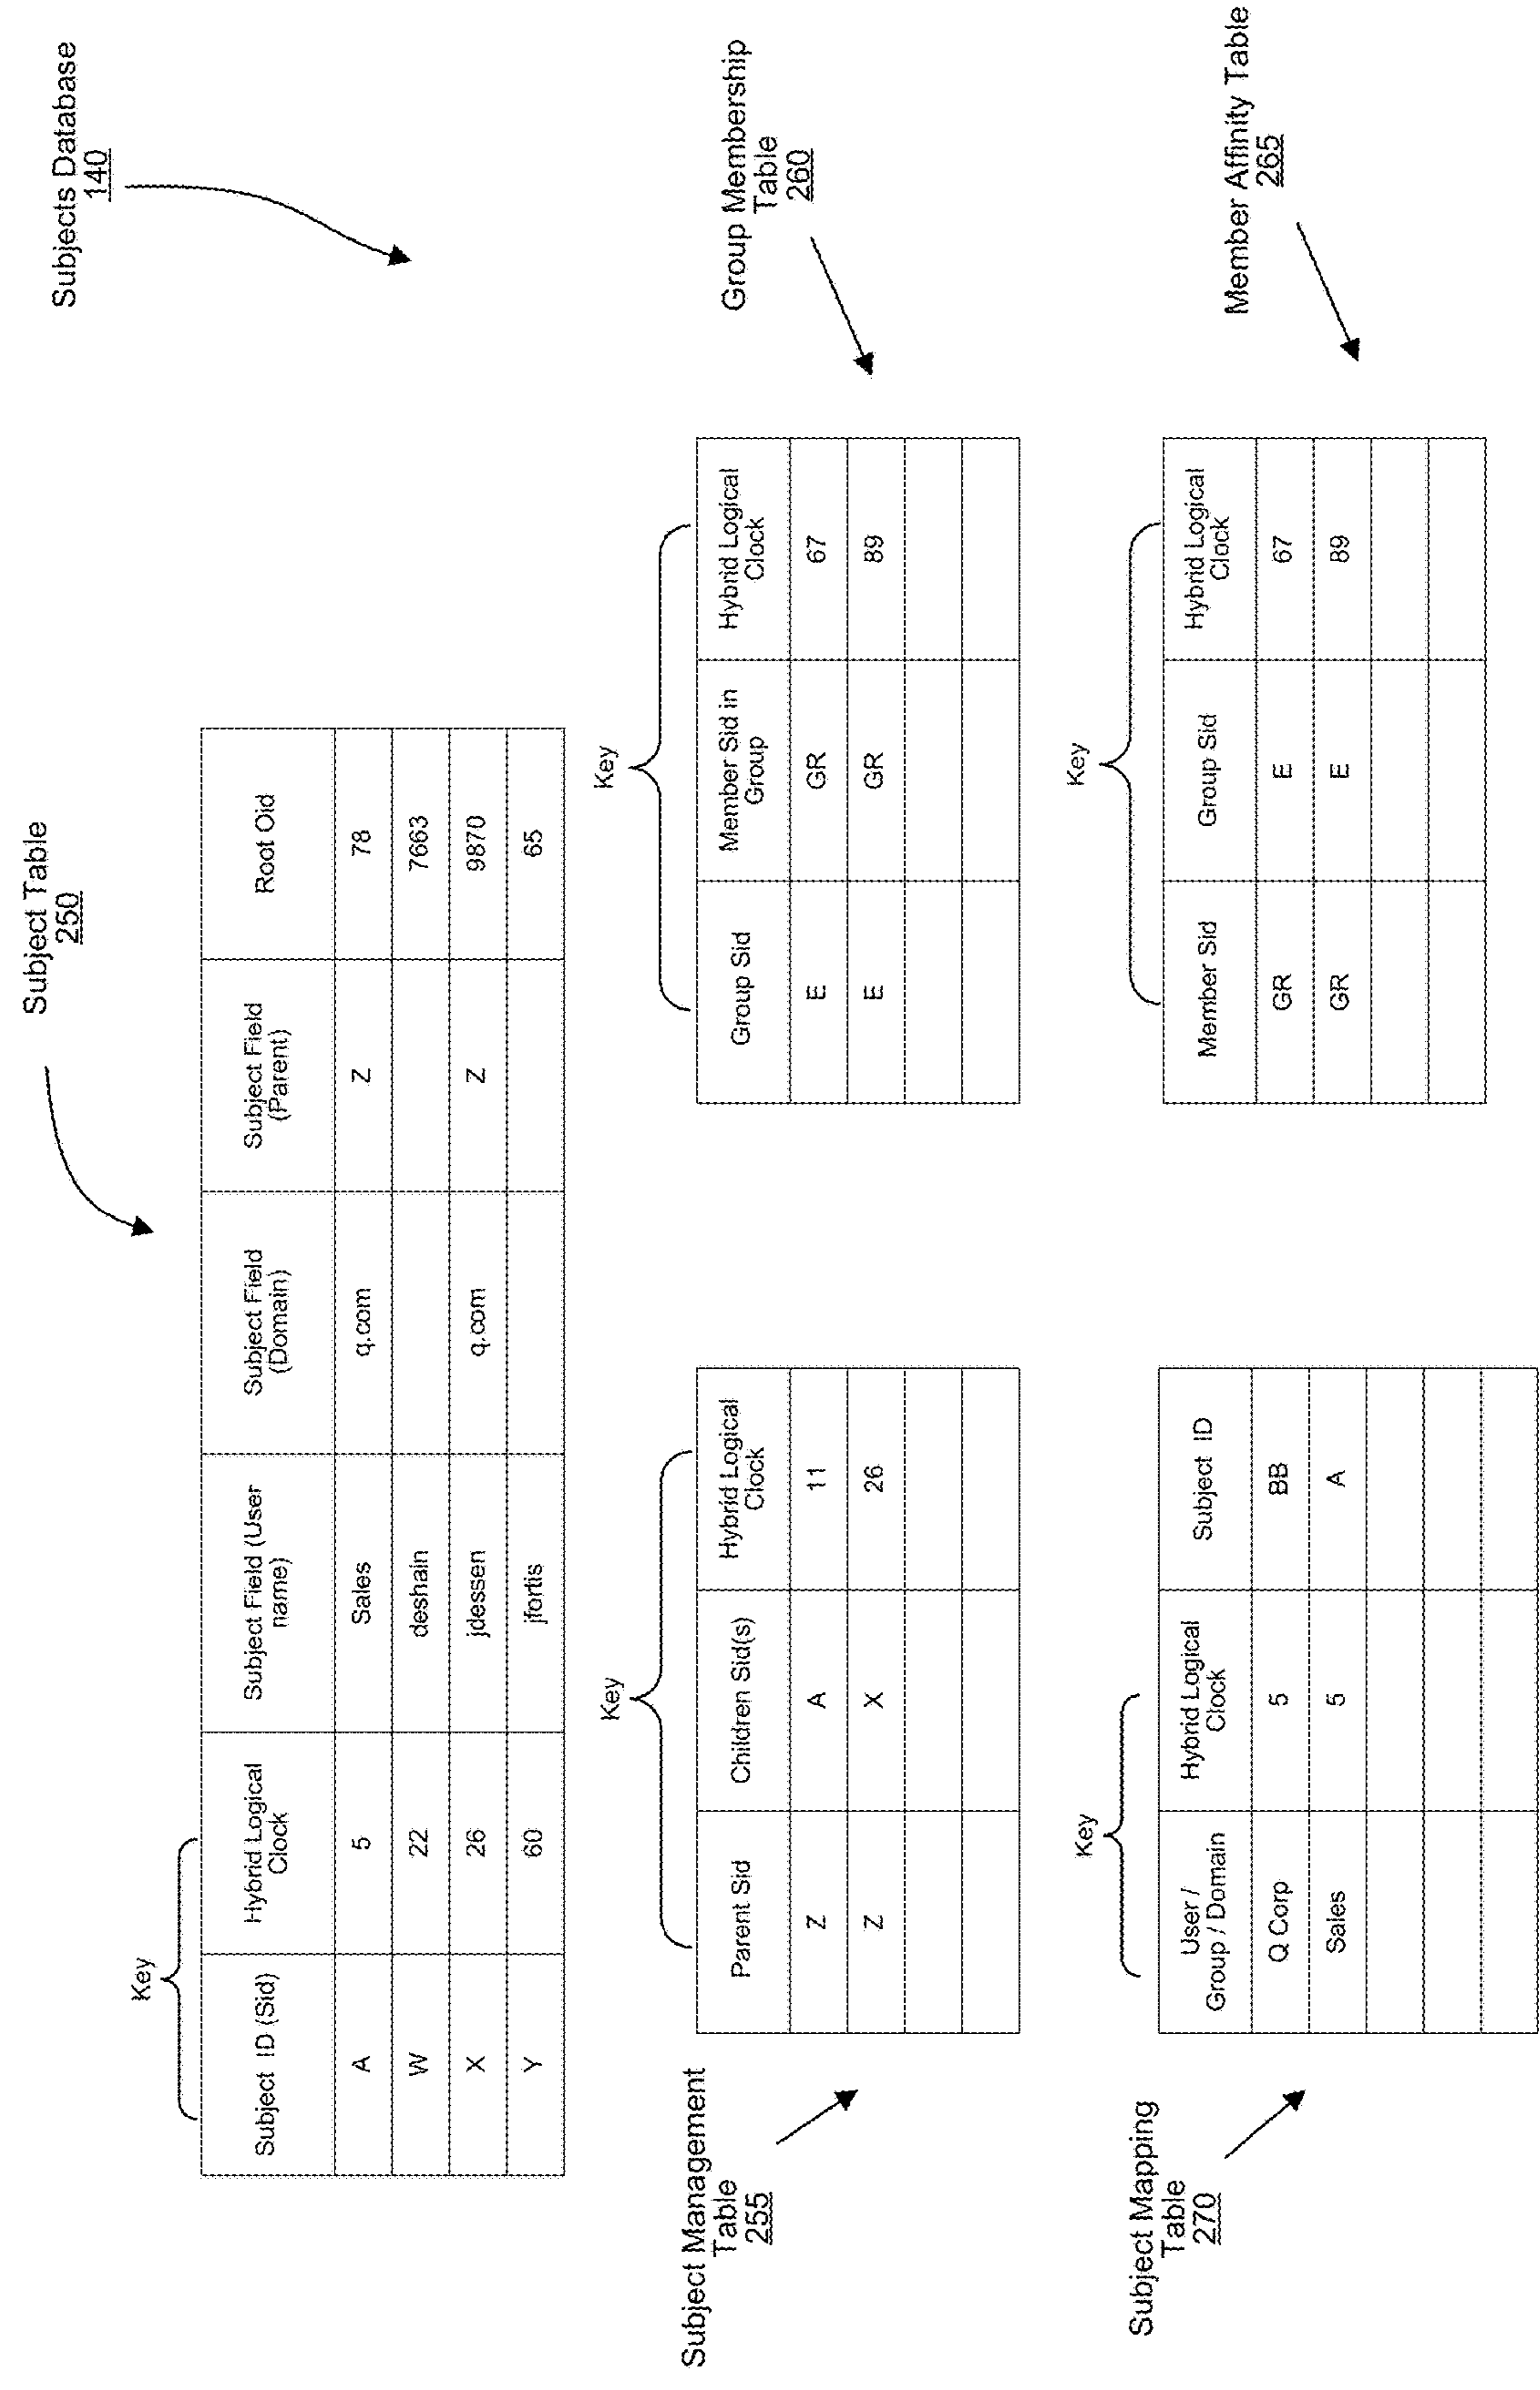 Subjects Database
140
Subject Table
250
Key
Subject ID (Sid)
Hybrid Logical
Clock
Subject Field (User
name)
Subject Field
(Domain)
Subject Field
(Parent)
Root Oid
A
5
Sales
q.com
Z
78
W
22
deshain
7663
X
26
jdessen
q.com
Z
9870
Y
60
jfortis
65
Subject Management
Table
255
Key
Parent Sid
Children Sid(s)
Hybrid Logical
Clock
Z
A
11
Z
X
26
Group Membership
Table
260
Key
Group Sid
Member Sid in
Group
Hybrid Logical
Clock
E
GR
67
E
GR
89
Subject Mapping
Table
270
Key
User /
Group / Domain
Hybrid Logical
Clock
Subject ID
Q Corp
5
BB
Sales
5
A
Member Affinity Table
265
Key
Member Sid
Group Sid
Hybrid Logical
Clock
GR
E
67
GR
E
89